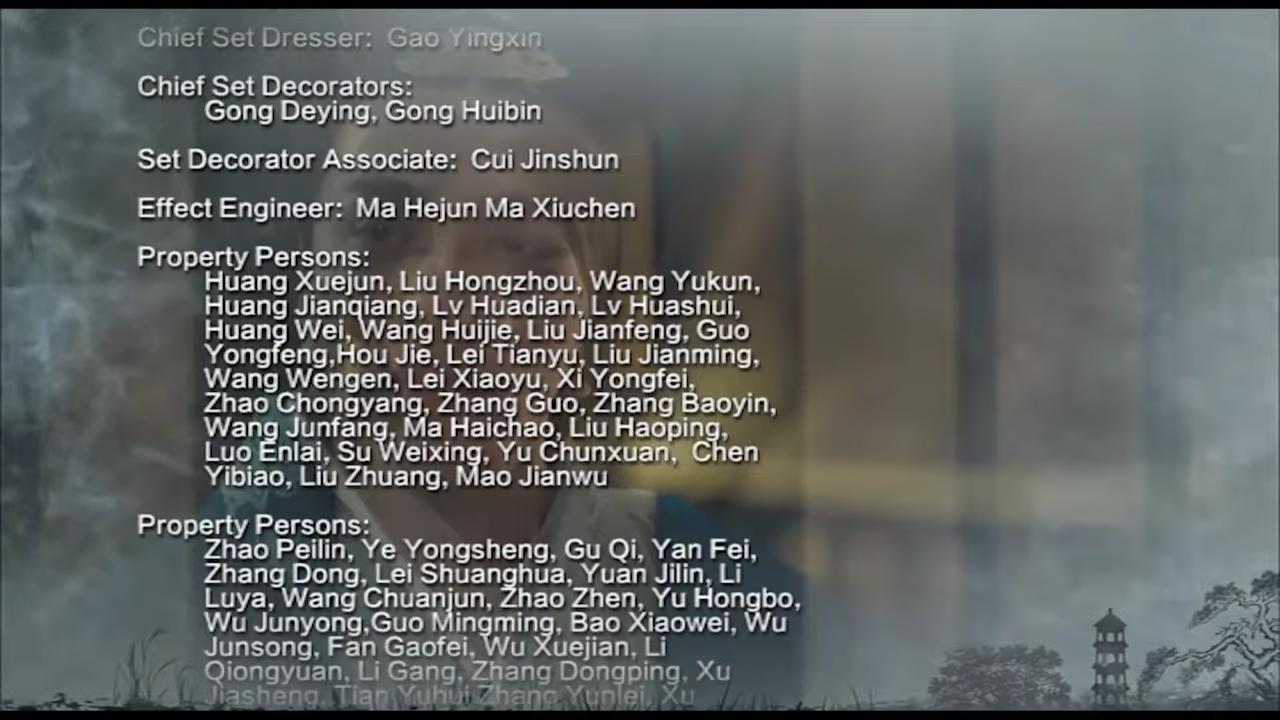 Chief Set Dresser: Gao Yingxin
Chief Set Decorators:
Gong Deying, Gong Huibin
Set Decorator Associate: Cui Jinshun
Effect Engineer: Ma Hejun Ma Xiuchen
Property Persons:
Huang Xuejun, Liu Hongzhou, Wang Yukun,
Huang Jianqiang, Lv Huadian, Lv Huashui,
Huang Wei, Wang Huijie, Liu Jianfeng, Guo
Yongfeng,Hou Jie, Lei Tianyu, Liu Jianming,
Wang Wengen, Lei Xiaoyu, Xi Yongfei,
Zhao Chongyang, Zhang Guo, Zhang Baoyin,
Wang Junfang, Ma Haichao, Liu Haoping,
Luo Enlai, Su Weixing, Yu Chunxuan, Chen
Yibiao, Liu Zhuang, Mao Jianwu
Property Persons:
Zhao Peilin, Ye Yongsheng, Gu Qi, Yan Fei,
Zhang Dong, Lei Shuanghua, Yuan Jilin, Li
Luya, Wang Chuanjun, Zhao Zhen, Yu Hongbo,
Wu Junyong,Guo Mingming, Bao Xiaowei, Wu
Junsong, Fan Gaofei, Wu Xuejian, Li
Qiongyuan, Li Gang, Zhang Dongping, Xu
Jiasheng, Tian Yuhui Zhang Yunlei, Xu